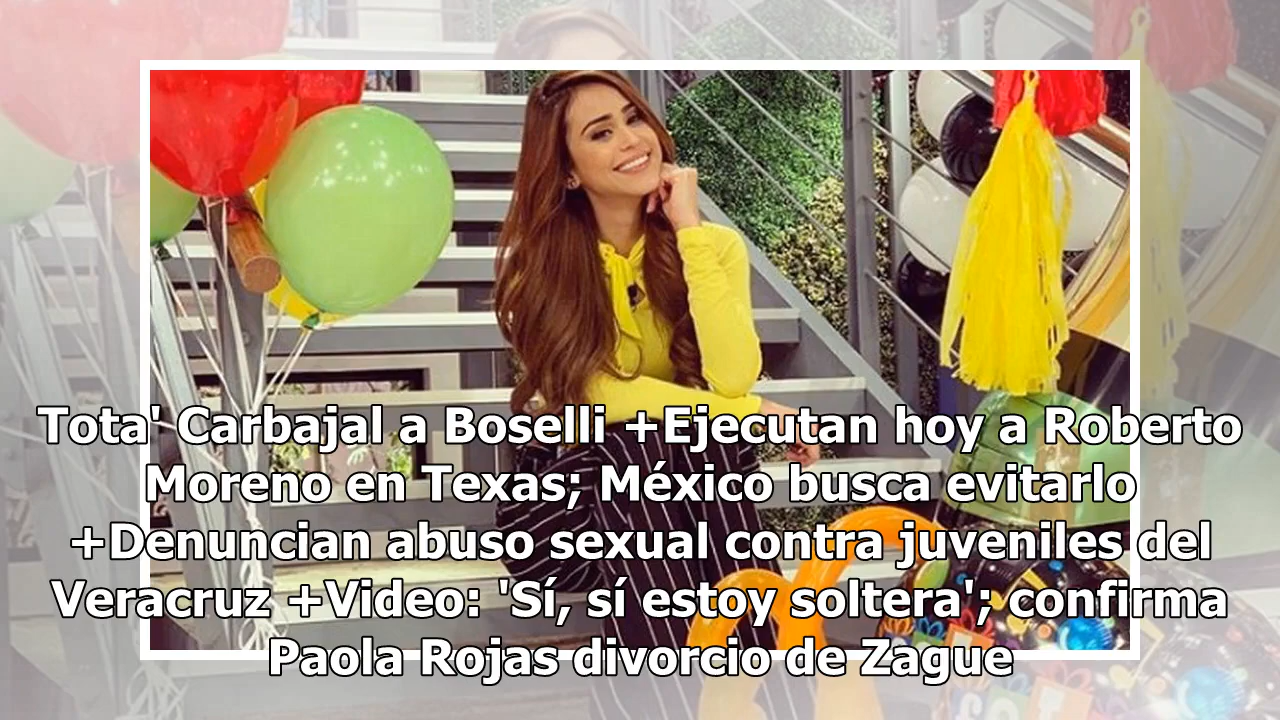 Tota' Carbajal a Boselli +Ejecutan hoy a Roberto
Moreno en Texas; México busca evitarlo
+Denuncian abuso sexual contra juveniles del
Veracruz +Video: 'Sí, sí estoy soltera'; confirma
Paola Rojas divorcio de Zague